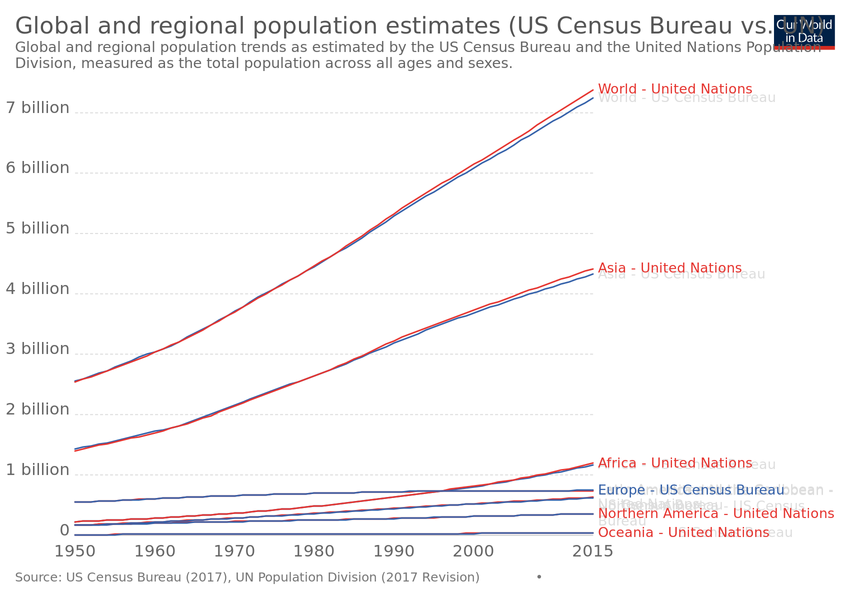 Global and regional population estimates (US Census Bureau vs. UN)
Our World
in Data
Global and regional population trends as estimated by the US Census Bureau and the United Nations Population
Division, measured as the total population across all ages and sexes.
7 billion
6 billion
5 billion
4 billion
3 billion
2 billion
1 billion
0
World - United Nations
World - US Census Bureau
Asia - United Nations
Asia - US Census Bureau
Africa - United Nations
Europe - US Census Bureau
Northern America - United Nations
Oceania - United Nations
1950
1960
1970
1980
1990
2000
2015
Source: US Census Bureau (2017), UN Population Division (2017 Revision)